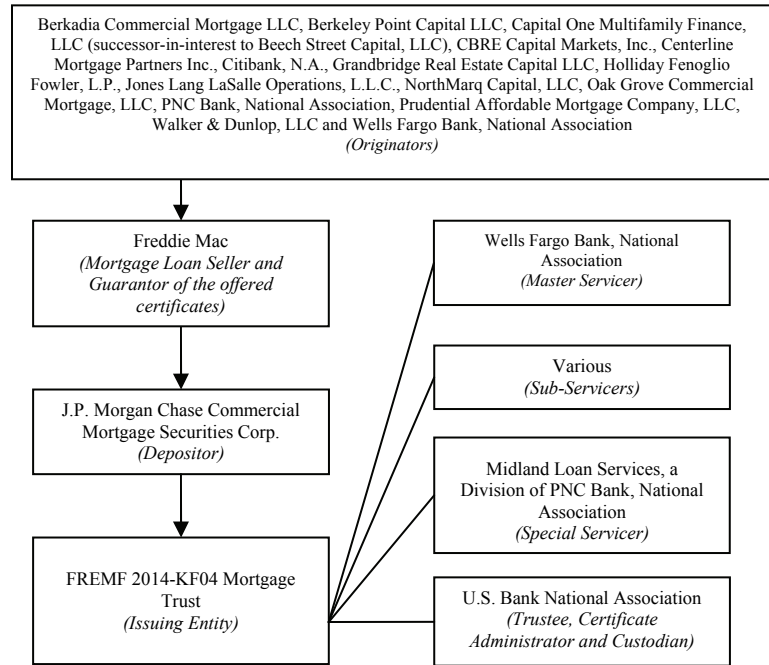 Berkadia Commercial Mortgage LLC, Berkeley Point Capital LLC, Capital One Multifamily Finance,
LLC (successor-in-interest to Beech Street Capital, LLC), CBRE Capital Markets, Inc., Centerline
Mortgage Partners Inc., Citibank, N.A., Grandbridge Real Estate Capital LLC, Holliday Fenoglio
Fowler, L.P., Jones Lang LaSalle Operations, L.L.C., NorthMarq Capital, LLC, Oak Grove Commercial
Mortgage, LLC, PNC Bank, National Association, Prudential Affordable Mortgage Company, LLC,
Walker & Dunlop, LLC and Wells Fargo Bank, National Association
(Originators)
Freddie Mac
(Mortgage Loan Seller and
Guarantor of the offered
certificates)
J.P. Morgan Chase Commercial
Mortgage Securities Corp.
(Depositor)
FREMF 2014-KF04 Mortgage
Trust
(Issuing Entity)
Wells Fargo Bank, National
Association
(Master Servicer)
Various
(Sub-Servicers)
Midland Loan Services, a
Division of PNC Bank, National
Association
(Special Servicer)
U.S. Bank National Association
(Trustee, Certificate
Administrator and Custodian)